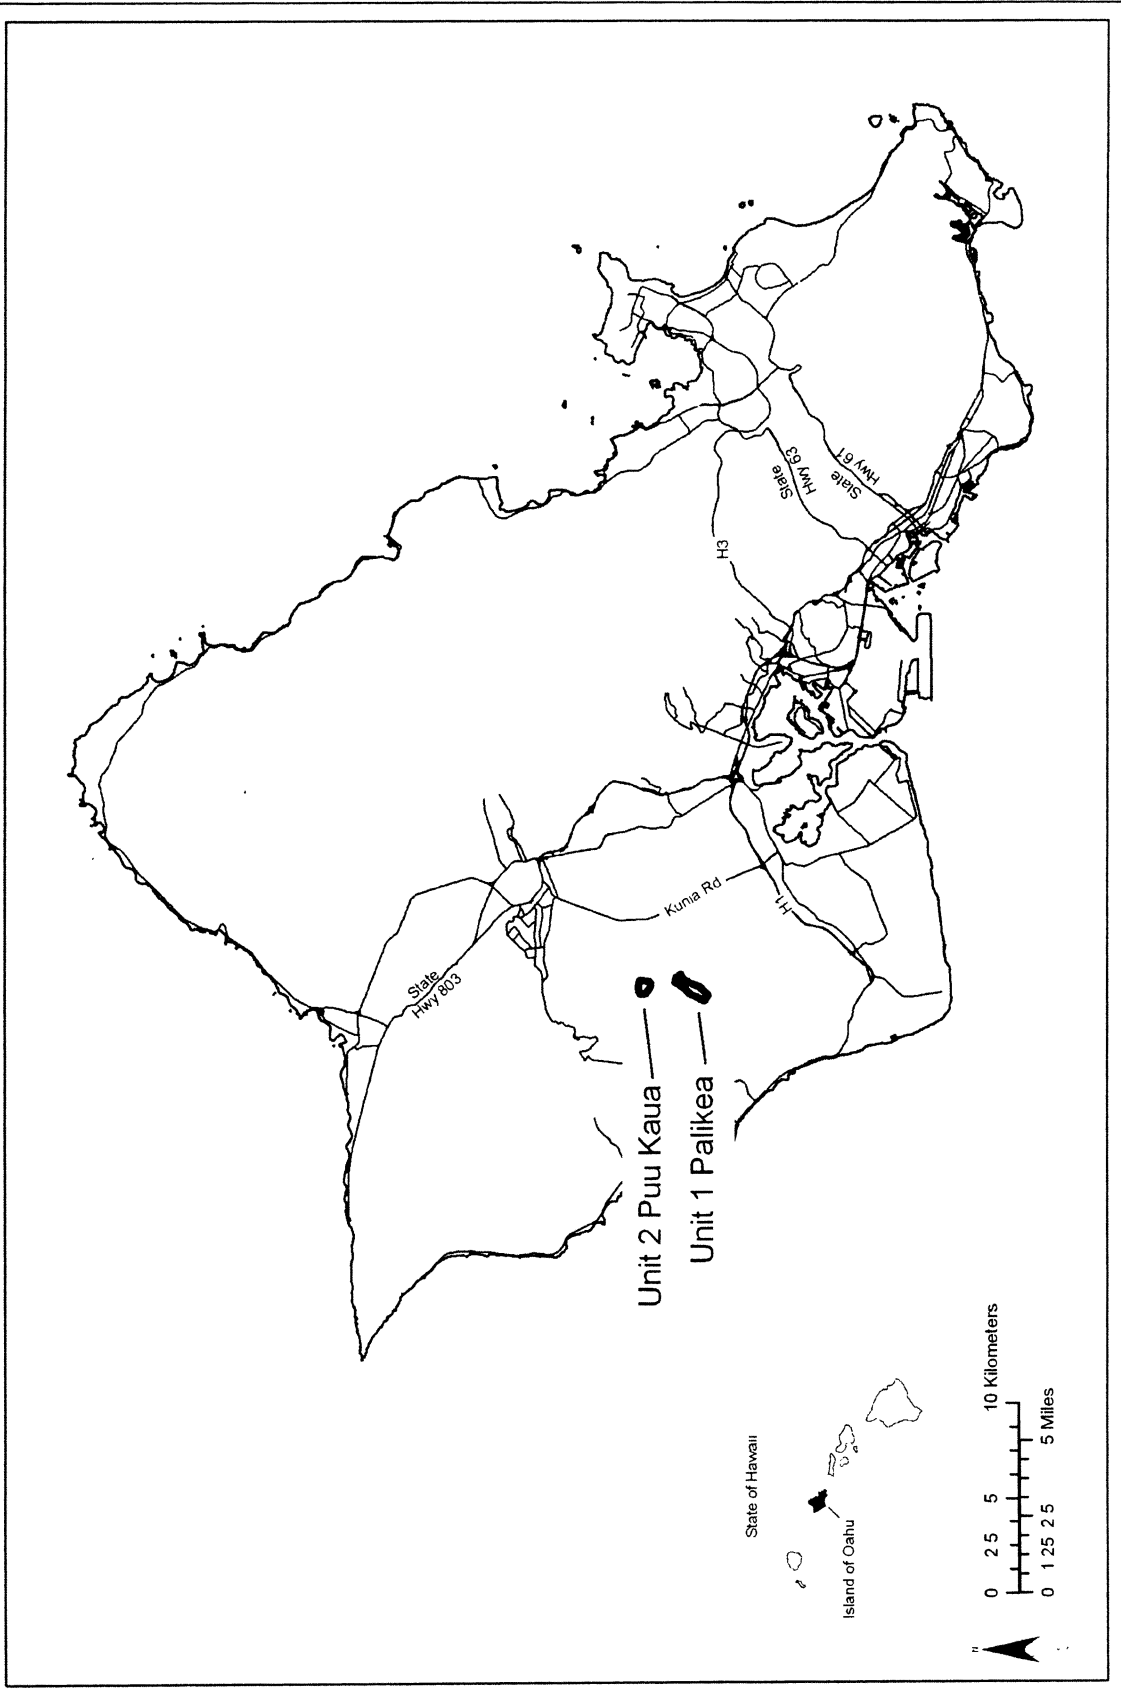 State
Hwy 803
Kunia Rd
H1
H3
State
Hwy 63
State
Hwy 61
Unit 2 Puu Kaua
Unit 1 Palikea
State of Hawaii
Island of Oahu
0 2 5 5 10 Kilometers
0 1 25 2 5 5 Miles
N